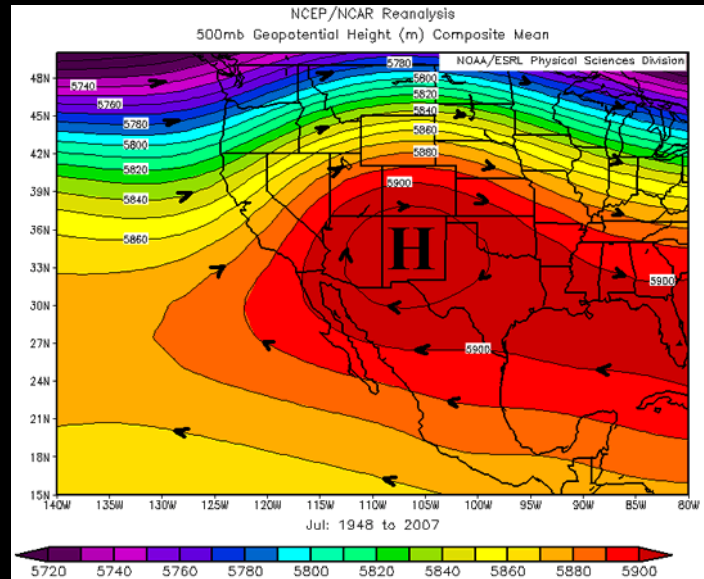 NCEP/NCAR Reanalysis
500mb Geopotential Height (m) Composite Mean
NOAA/ESRL Physical Sciences Division
5780
48N
5800
5740
5820
5760
5840
45N
5780
5860
5800
5880
42N
5820
5900
39N
5840
36N
5860
H
33N
5900
30N
27N
5900
24N
21N
18N
15N
140W 135W 130W 125W 120W 115W 110W 105W 100W 95W 90W 85W 80W
Jul: 1948 to 2007
5720 5740 5760 5780 5800 5820 5840 5860 5880 5900